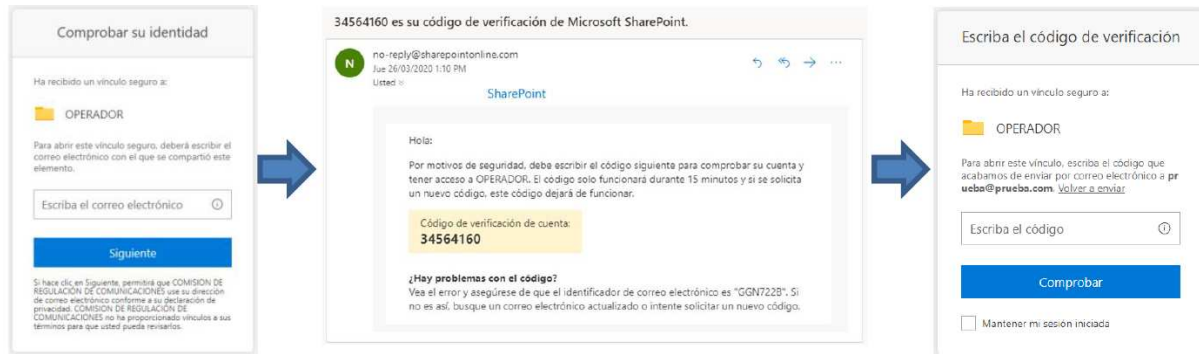 Comprobar su identidad
Ha recibido un vínculo seguro a:
OPERADOR
Para abrir este vínculo seguro, deberá escribir el
correo electrónico con el que se compartió este
elemento.
Escriba el correo electrónico
Siguiente
Si hace clic en Siguiente, permitirá que COMISION DE
REGULACIÓN DE COMUNICACIONES use su dirección
de correo electrónico conforme a su declaración de
privacidad. COMISION DE REGULACIÓN DE
COMUNICACIONES no ha proporcionado vínculos a sus
términos para que usted pueda revisarlos.
34564160 es su código de verificación de Microsoft SharePoint.
N
no-reply@sharepointonline.com
Jue 26/03/2020 1:10 PM
Usted
SharePoint
Hola:
Por motivos de seguridad, debe escribir el código siguiente para comprobar su cuenta y
tener acceso a OPERADOR. El código solo funcionará durante 15 minutos y si se solicita
un nuevo código, este código dejará de funcionar.
Código de verificación de cuenta:
34564160
¿Hay problemas con el código?
Vea el error y asegúrese de que el identificador de correo electrónico es "GGN722B". Si
no es así, busque un correo electrónico actualizado o intente solicitar un nuevo código.
Escriba el código de verificación
Ha recibido un vínculo seguro a:
OPERADOR
Para abrir este vínculo, escriba el código que
acabamos de enviar por correo electrónico a pr
ueba@prueba.com. Volver a enviar
Escriba el código
Comprobar
Mantener mi sesión iniciada